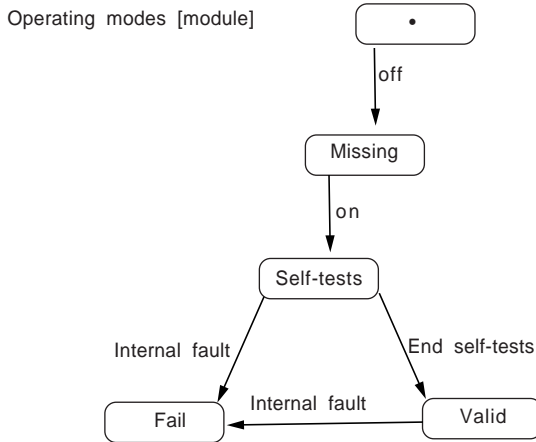 Operating modes [module]
•
off
Missing
on
Self-tests
Internal fault
End self-tests
Internal fault
Fail
Valid